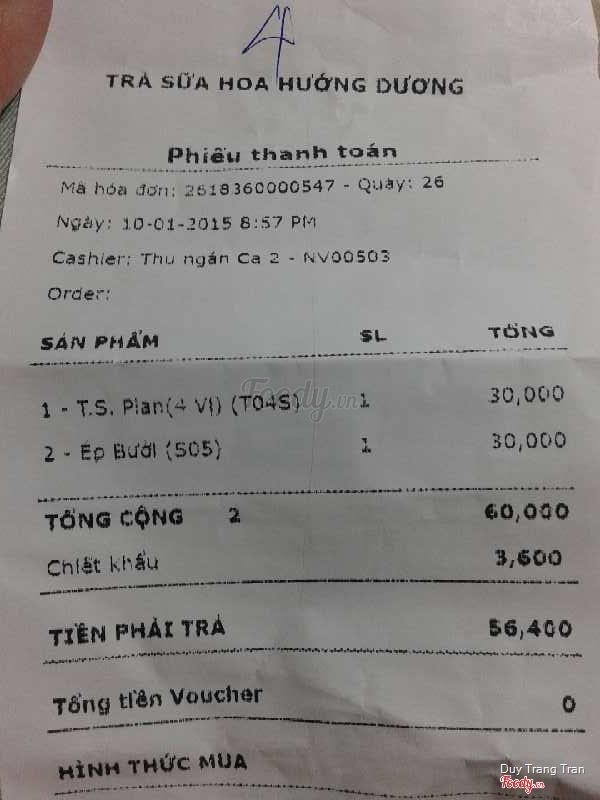 4
TRÀ SỮA HOA HƯỚNG DƯƠNG
Phiếu thanh toán
Mã hóa đơn: 2618360000547 - Quầy: 26
Ngày: 10-01-2015 8:57 PM
Cashier: Thu ngân Ca 2 - NV00503
Order:
SẢN PHẨM SL TỔNG
1 - T.S. Plan(4 Vị) (T04S) 1 30,000
Foody.vn
2 - Ép Bưởi (S05) 1 30,000
TỔNG CỘNG 2 60,000
Chiết khấu 3,600
TIỀN PHẢI TRẢ 56,400
Tổng tiền Voucher 0
HÌNH THỨC MUA
Duy Trang Tran
Foody.vn